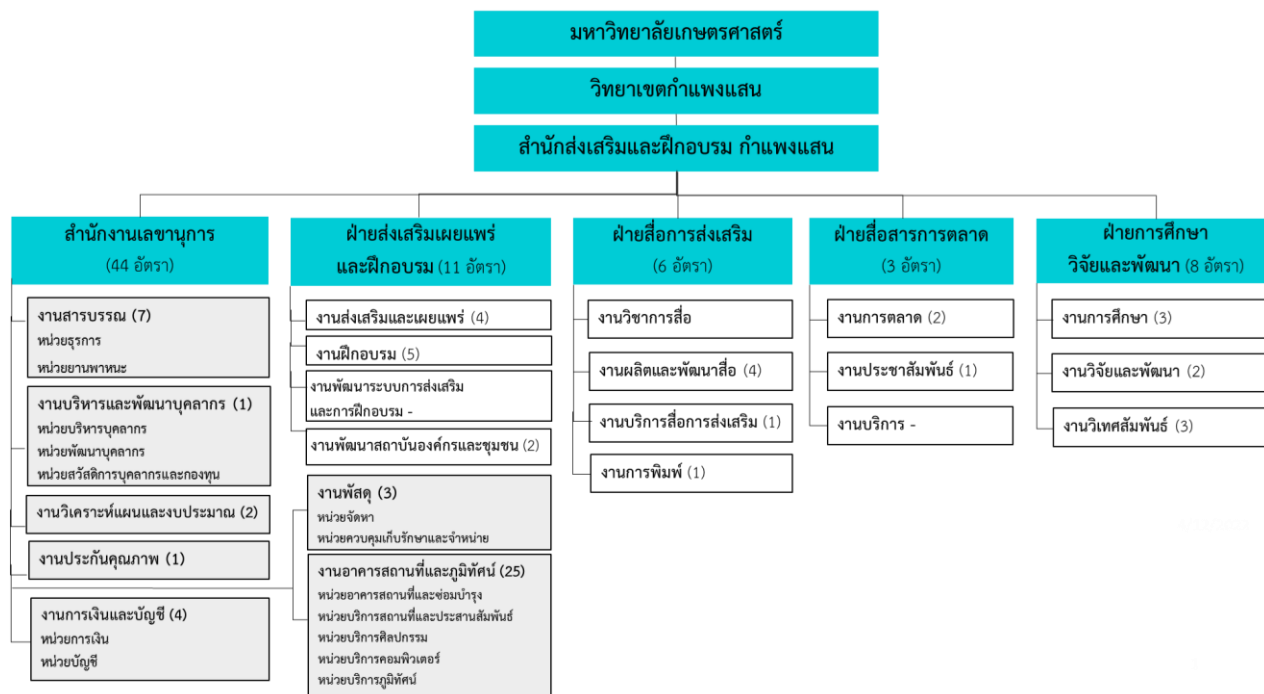 มหาวิทยาลัยเกษตรศาสตร์
วิทยาเขตกำแพงแสน
สำนักส่งเสริมและฝึกอบรม กำแพงแสน
สำนักงานเลขานุการ
(44 อัตรา)
งานสารบรรณ (7)
หน่วยธุรการ
หน่วยยานพาหนะ
งานบริหารและพัฒนาบุคลากร (1)
หน่วยบริหารบุคลากร
หน่วยพัฒนาบุคลากร
หน่วยสวัสดิการบุคลากรและกองทุน
งานวิเคราะห์แผนและงบประมาณ (2)
งานประกันคุณภาพ (1)
งานการเงินและบัญชี (4)
หน่วยการเงิน
หน่วยบัญชี
งานพัสดุ (3)
หน่วยจัดหา
หน่วยควบคุมเก็บรักษาและจำหน่าย
งานอาคารสถานที่และภูมิทัศน์ (25)
หน่วยอาคารสถานที่และซ่อมบำรุง
หน่วยบริการสถานที่และประสานสัมพันธ์
หน่วยบริการศิลปกรรม
หน่วยบริการคอมพิวเตอร์
หน่วยบริการภูมิทัศน์
ฝ่ายส่งเสริมเผยแพร่
และฝึกอบรม (11 อัตรา)
งานส่งเสริมและเผยแพร่ (4)
งานฝึกอบรม (5)
งานพัฒนาระบบการส่งเสริม
และการฝึกอบรม -
งานพัฒนาสถาบันองค์กรและชุมชน (2)
ฝ่ายสื่อการส่งเสริม
(6 อัตรา)
งานวิชาการสื่อ
งานผลิตและพัฒนาสื่อ (4)
งานบริการสื่อการส่งเสริม (1)
งานการพิมพ์ (1)
ฝ่ายสื่อสารการตลาด
(3 อัตรา)
งานการตลาด (2)
งานประชาสัมพันธ์ (1)
งานบริการ -
ฝ่ายการศึกษา
วิจัยและพัฒนา (8 อัตรา)
งานการศึกษา (3)
งานวิจัยและพัฒนา (2)
งานวิเทศสัมพันธ์ (3)